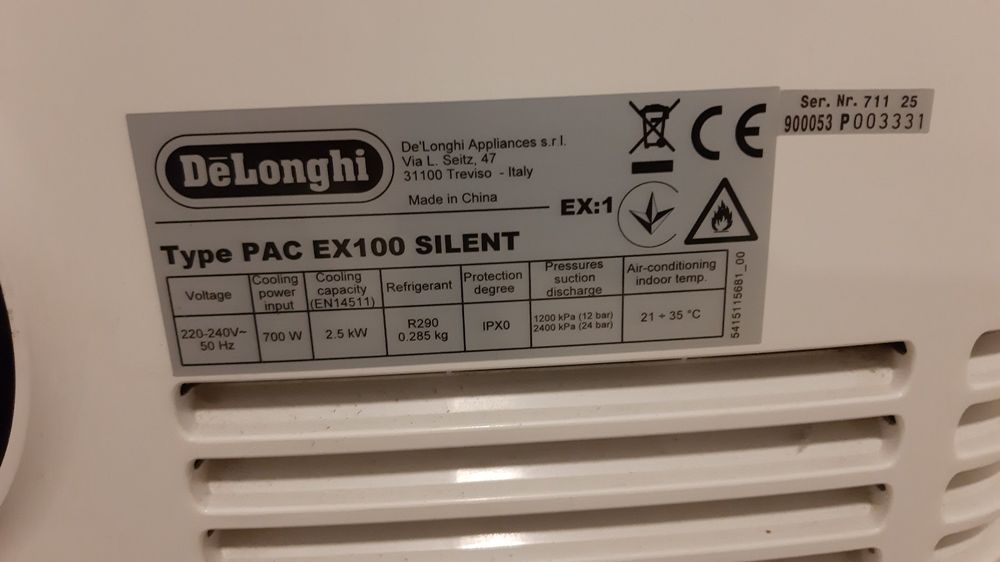 DeLonghi
De'Longhi Appliances s.r.l.
Via L. Seitz, 47
31100 Treviso - Italy
Made in China
EX:1
CE
Ser. Nr. 711 25
900053 P003331
Type PAC EX100 SILENT
Voltage
Cooling
power
input
Cooling
capacity
(EN14511)
Refrigerant
Protection
degree
Pressures
suction
discharge
Air-conditioning
indoor temp.
220-240V~
50 Hz
700 W
2.5 kW
R290
0.285 kg
IPX0
1200 kPa (12 bar)
2400 kPa (24 bar)
21 ÷ 35 °C
5415115681_00